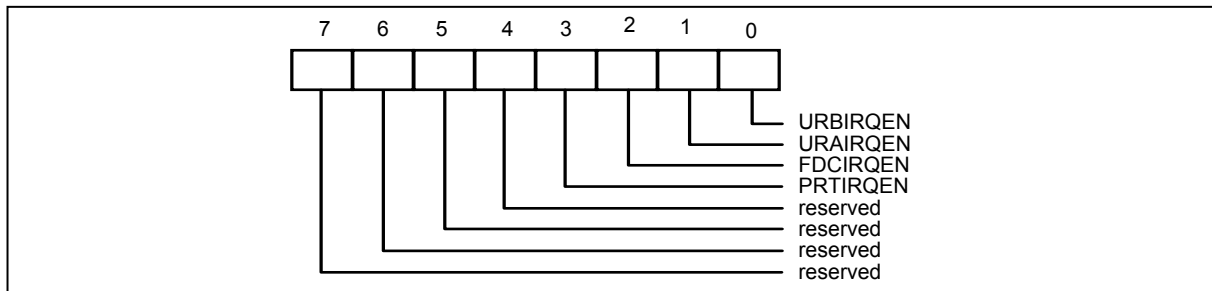 7 6 5 4 3 2 1 0
URBIRQEN
URAIRQEN
FDCIRQEN
PRTIRQEN
reserved
reserved
reserved
reserved